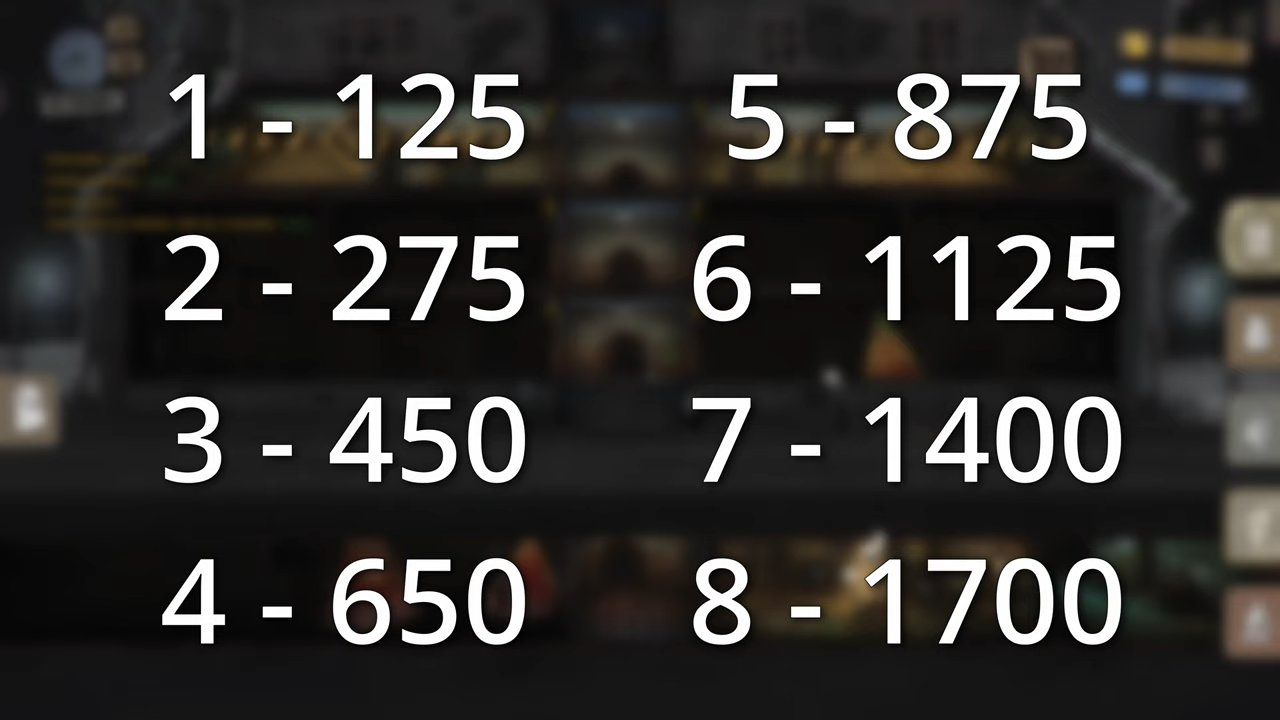 1 - 125
2 - 275
3 - 450
4 - 650
5 - 875
6 - 1125
7 - 1400
8 - 1700